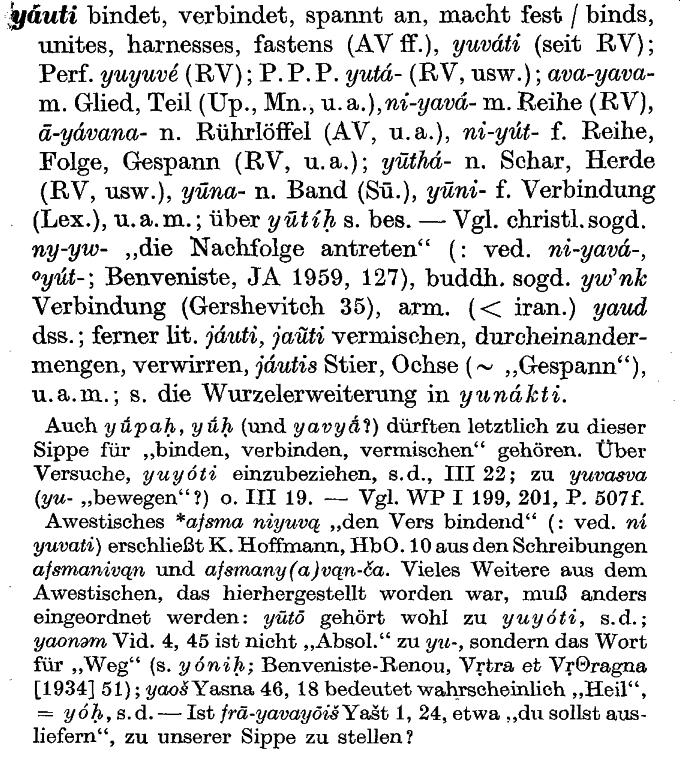 yáuti bindet, verbindet, spannt an, macht fest / binds,
unites, harnesses, fastens (AV ff.), yuváti (seit RV);
Perf. yuyuvé (RV); P. P. P. yutá- (RV, usw.); ava-yava-
m. Glied, Teil (Up., Mn., u. a.), ni-yavá- m. Reihe (RV),
ā-yávana- n. Rührlöffel (AV, u. a.), ni-yút- f. Reihe,
Folge, Gespann (RV, u. a.); yūthá- n. Schar, Herde
(RV, usw.), yūna- n. Band (Sū.), yūni- f. Verbindung
(Lex.), u. a. m.; über yū́tíḥ s. bes. — Vgl. christl. sogd.
ny-yw- „die Nachfolge antreten“ (: ved. ni-yavá-,
°yút-; Benveniste, JA 1959, 127), buddh. sogd. yw’nk
Verbindung (Gershevitch 35), arm. (< iran.) yaud
dss.; ferner lit. jáuti, jaũti vermischen, durcheinander-
mengen, verwirren, jáutis Stier, Ochse (~ „Gespann“),
u. a. m.; s. die Wurzelerweiterung in yunákti.
Auch yū́paḥ, yū́ḥ (und yavyā́?) dürften letztlich zu dieser
Sippe für „binden, verbinden, vermischen“ gehören. Über
Versuche, yuyóti einzubeziehen, s. d., III 22; zu yuvasva
(yu- „bewegen“?) o. III 19. — Vgl. WP I 199, 201, P. 507f.
Awestisches *afsma niyuvą „den Vers bindend“ (: ved. ní
yuvati) erschließt K. Hoffmann, HbO. 10 aus den Schreibungen
afsmanivąn und afsmany(a)vąn-ča. Vieles Weitere aus dem
Awestischen, das hierhergestellt worden war, muß anders
eingeordnet werden: yūtō gehört wohl zu yuyóti, s. d.;
yaonəm Vid. 4, 45 ist nicht „Absol.“ zu yu-, sondern das Wort
für „Weg“ (s. yóniḥ; Benveniste-Renou, Vṛtra et VṛΘragna
[1934] 51); yaoš Yasna 46, 18 bedeutet wahrscheinlich „Heil“,
= yóḥ, s. d. — Ist frā-yavayōiš Yašt 1, 24, etwa „du sollst aus-
liefern“, zu unserer Sippe zu stellen?